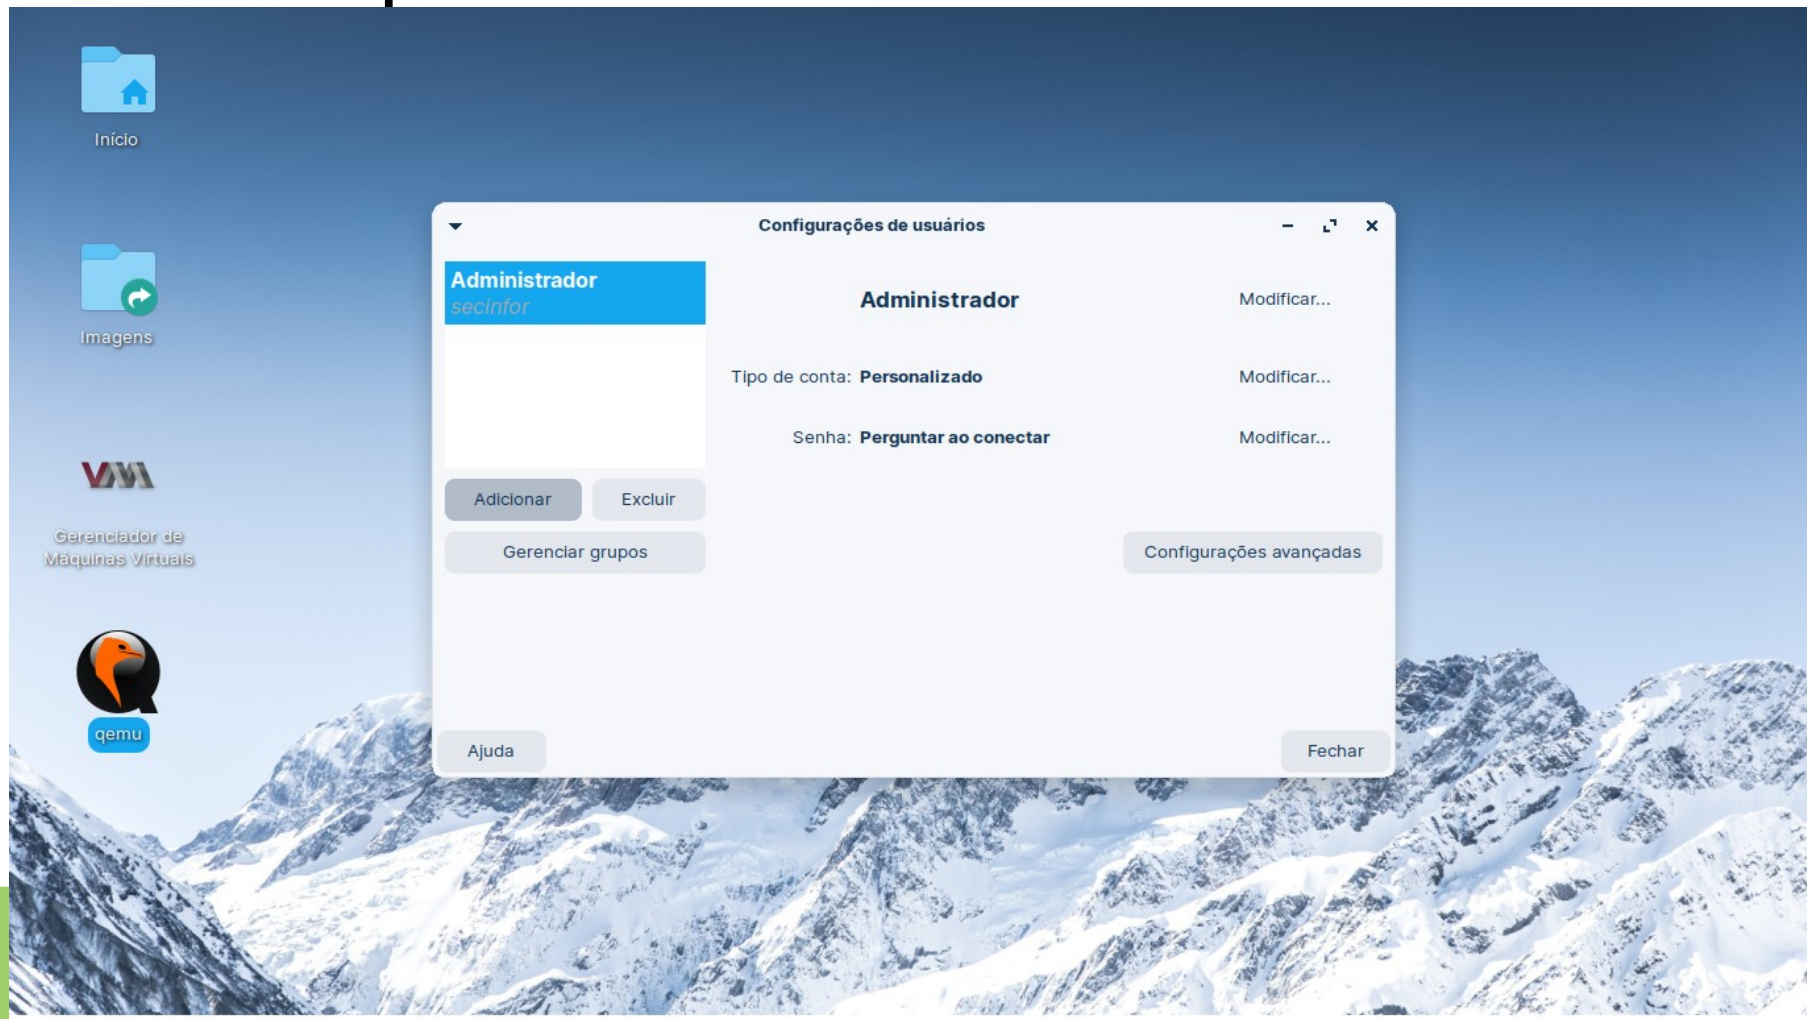 Início
Imagens
VMM
Gerenciador de
Máquinas Virtuais
qemu
Configurações de usuários
Administrador
secinfor
Administrador
Modificar...
Tipo de conta: Personalizado
Modificar...
Senha: Perguntar ao conectar
Modificar...
Adicionar
Excluir
Gerenciar grupos
Configurações avançadas
Ajuda
Fechar